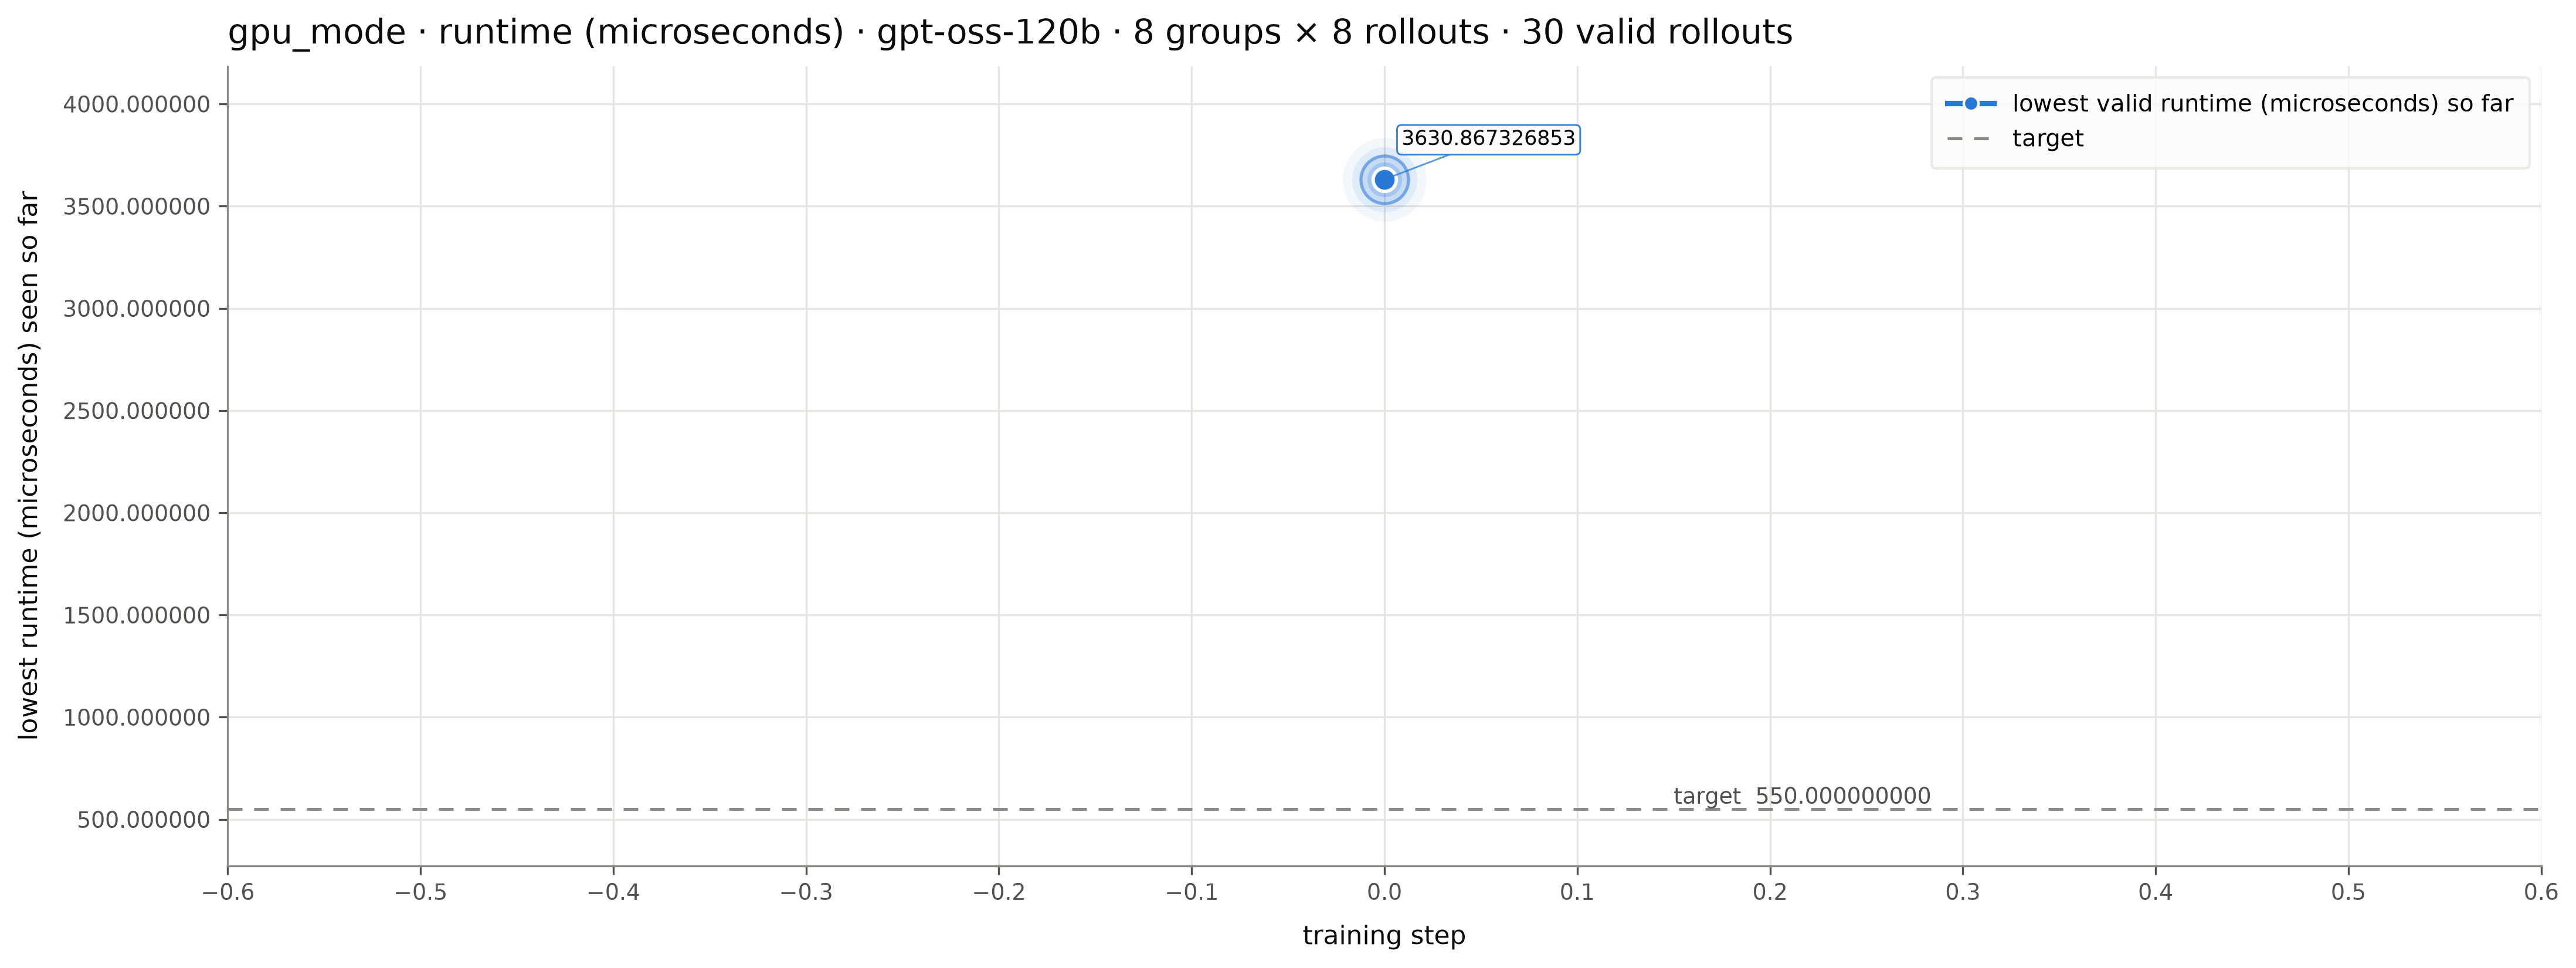 gpu_mode · runtime (microseconds) · gpt-oss-120b · 8 groups × 8 rollouts · 30 valid rollouts
lowest valid runtime (microseconds) so far
target
3630.867326853
lowest runtime (microseconds) seen so far
4000.000000
3500.000000
3000.000000
2500.000000
2000.000000
1500.000000
1000.000000
500.000000
target 550.000000000
−0.6 −0.5 −0.4 −0.3 −0.2 −0.1 0.0 0.1 0.2 0.3 0.4 0.5 0.6
training step